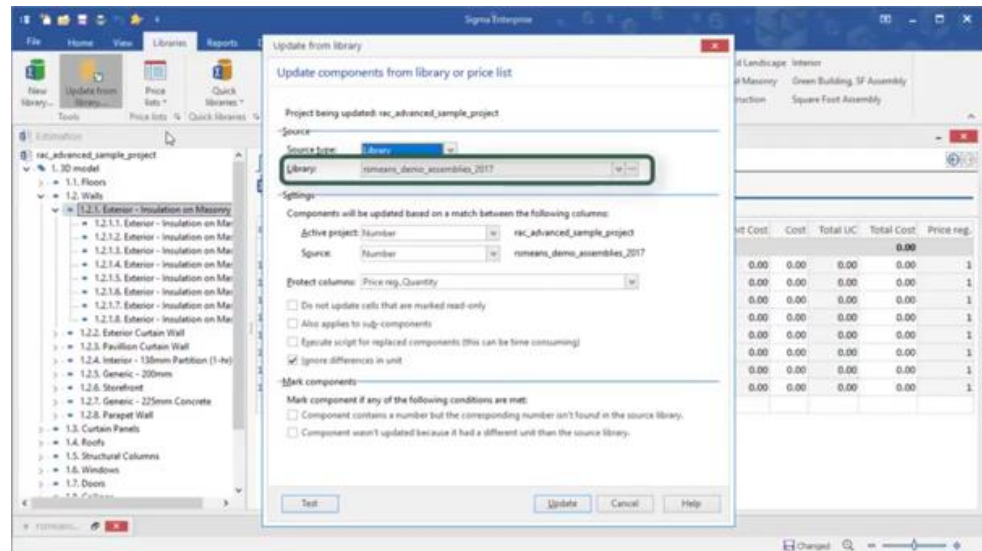 Sigma Enterprise
File Home View Libraries Reports
New library...
Update from library...
Price lists
Quick libraries
Tools
Price lists
Quick libraries
Landscape Interior
Masonry Green Building, SF Assembly
Square Foot Assembly
Estimation
rac_advanced_sample_project
1. 3D model
1.1. Floors
1.2. Walls
1.2.1. Exterior - Insulation on Masonry
1.2.1.1. Exterior - Insulation on Mas
1.2.1.2. Exterior - Insulation on Mas
1.2.1.3. Exterior - Insulation on Mas
1.2.1.4. Exterior - Insulation on Mas
1.2.1.5. Exterior - Insulation on Mas
1.2.1.6. Exterior - Insulation on Mas
1.2.1.7. Exterior - Insulation on Mas
1.2.1.8. Exterior - Insulation on Mas
1.2.2. Exterior Curtain Wall
1.2.3. Pavillion Curtain Wall
1.2.4. Interior - 138mm Partition (1-hr)
1.2.5. Generic - 200mm
1.2.6. Storefront
1.2.7. Generic - 225mm Concrete
1.2.8. Parapet Wall
1.3. Curtain Panels
1.4. Roofs
1.5. Structural Columns
1.6. Windows
1.7. Doors
Update from library
Update components from library or price list
Project being updated: rac_advanced_sample_project
Source
Source type: Library
Library: rsmeans_demo_assemblies_2017
Settings
Components will be updated based on a match between the following columns:
Active project: Number rac_advanced_sample_project
Source: Number rsmeans_demo_assemblies_2017
Protect columns: Price reg.,Quantity
Do not update cells that are marked read-only
Also applies to sub-components
Execute script for replaced components (this can be time consuming)
Ignore differences in unit
Mark components
Mark component if any of the following conditions are met:
Component contains a number but the corresponding number isn't found in the source library.
Component wasn't updated because it had a different unit than the source library.
Test Update Cancel Help
Cost Cost Total UC Total Cost Price reg.
0.00
0.00 0.00 0.00 0.00 1
0.00 0.00 0.00 0.00 1
0.00 0.00 0.00 0.00 1
0.00 0.00 0.00 0.00 1
0.00 0.00 0.00 0.00 1
0.00 0.00 0.00 0.00 1
0.00 0.00 0.00 0.00 1
0.00 0.00 0.00 0.00 1
Changed